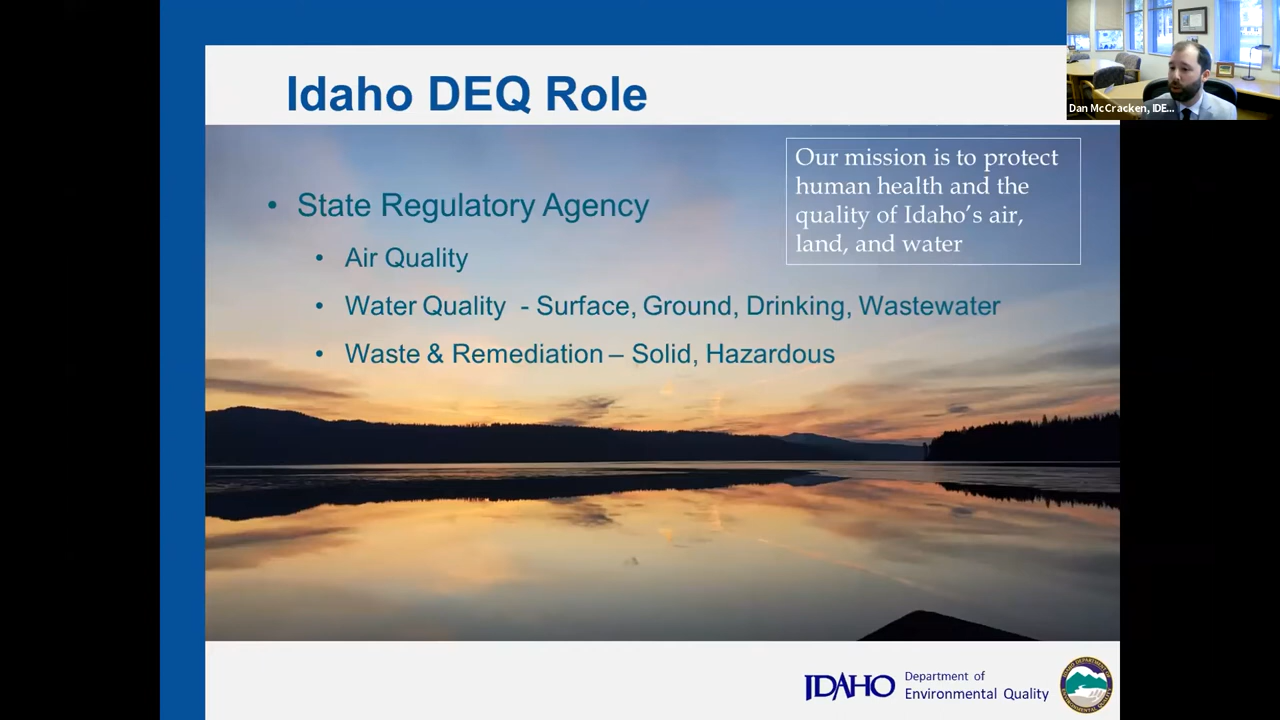 Idaho DEQ Role
Our mission is to protect
human health and the
quality of Idaho's air,
land, and water
• State Regulatory Agency
• Air Quality
• Water Quality - Surface, Ground, Drinking, Wastewater
• Waste & Remediation – Solid, Hazardous
Dan McCracken, IDE...
IDAHO
Department of
Environmental Quality